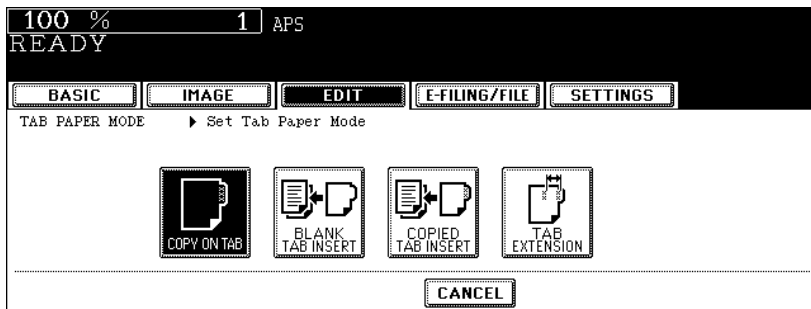 100 % 1 APS
READY
BASIC IMAGE EDIT E-FILING/FILE SETTINGS
TAB PAPER MODE ▶ Set Tab Paper Mode
COPY ON TAB
BLANK
TAB INSERT
COPIED
TAB INSERT
TAB
EXTENSION
CANCEL